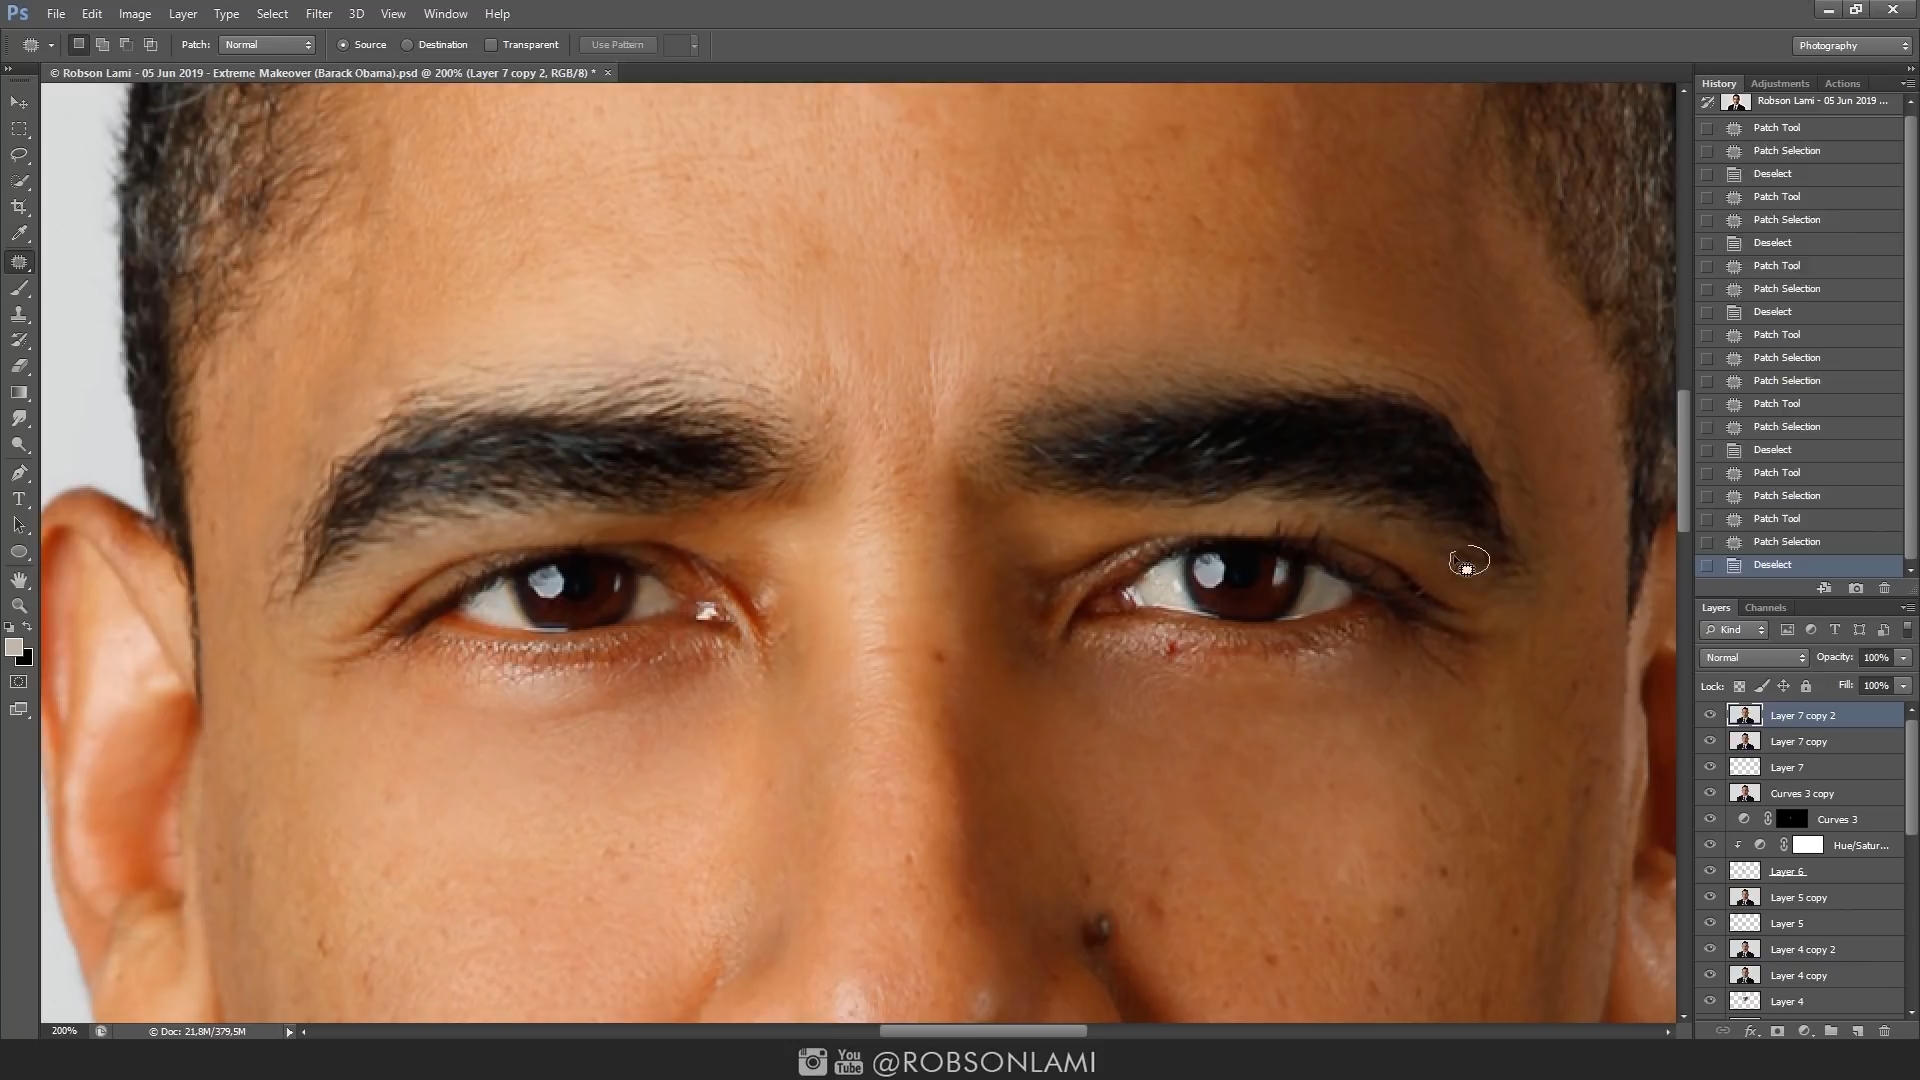 Ps File Edit Image Layer Type Select Filter 3D View Window Help
Patch: Normal Source Destination Transparent Use Pattern Photography
© Robson Lami - 05 Jun 2019 - Extreme Makeover (Barack Obama).psd @ 200% (Layer 7 copy 2, RGB/8) * ×
History Adjustments Actions
Robson Lami - 05 Jun 2019 ...
Patch Tool
Patch Selection
Deselect
Patch Tool
Patch Selection
Deselect
Patch Tool
Patch Selection
Deselect
Patch Tool
Patch Selection
Patch Selection
Patch Tool
Patch Selection
Deselect
Patch Tool
Patch Selection
Patch Tool
Patch Selection
Deselect
Layers Channels
Kind
Normal Opacity: 100%
Lock: Fill: 100%
Layer 7 copy 2
Layer 7 copy
Layer 7
Curves 3 copy
Curves 3
Hue/Satur...
Layer 6
Layer 5 copy
Layer 5
Layer 4 copy 2
Layer 4 copy
Layer 4
200% © Doc: 21,8M/379,5M
You Tube @ROBSONLAMI